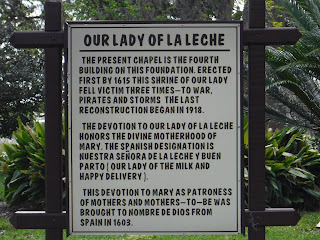 OUR LADY OF LA LECHE
THE PRESENT CHAPEL IS THE FOURTH
BUILDING ON THIS FOUNDATION. ERECTED
FIRST BY 1615 THIS SHRINE OF OUR LADY
FELL VICTIM THREE TIMES—TO WAR,
PIRATES AND STORMS THE LAST
RECONSTRUCTION BEGAN IN 1918.
THE DEVOTION TO OUR LADY OF LA LECHE
HONORS THE DIVINE MOTHERHOOD OF
MARY. THE SPANISH DESIGNATION IS
NUESTRA SEÑORA DE LA LECHE Y BUEN
PARTO ( OUR LADY OF THE MILK AND
HAPPY DELIVERY ).
THIS DEVOTION TO MARY AS PATRONESS
OF MOTHERS AND MOTHERS—TO—BE WAS
BROUGHT TO NOMBRE DE DIOS FROM
SPAIN IN 1603.